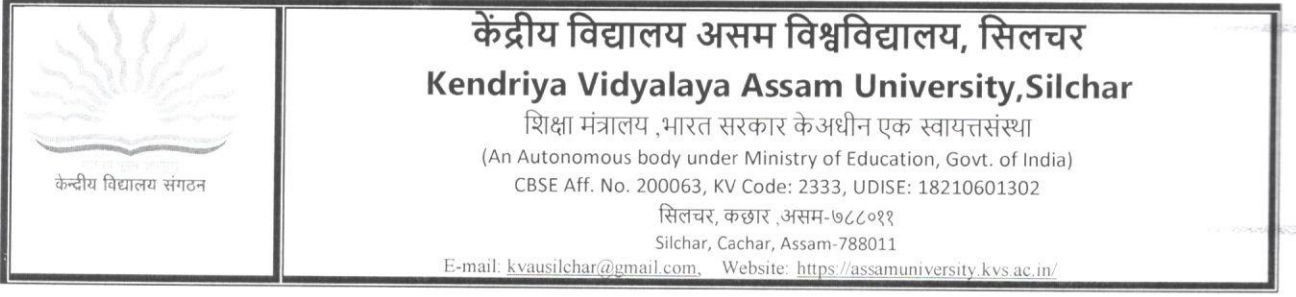 केंद्रीय विद्यालय असम विश्वविद्यालय, सिलचर
Kendriya Vidyalaya Assam University,Silchar
शिक्षा मंत्रालय ,भारत सरकार केअधीन एक स्वायत्तसंस्था
(An Autonomous body under Ministry of Education, Govt. of India)
CBSE Aff. No. 200063, KV Code: 2333, UDISE: 18210601302
सिलचर, कछार ,असम-७८८०११
Silchar, Cachar, Assam-788011
E-mail: kvausilchar@gmail.com, Website: https://assamuniversity.kvs.ac.in/
केन्दीय विद्यालय संगठन